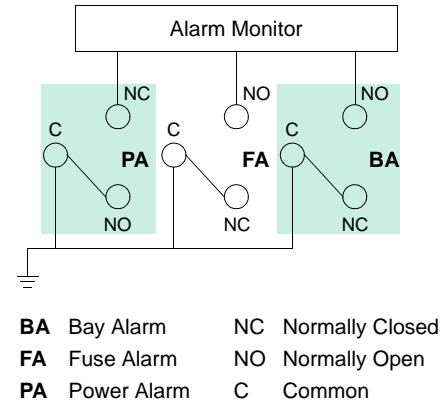 Alarm Monitor
NC NO NO
C C C
PA FA BA
NO NC NC
BA Bay Alarm NC Normally Closed
FA Fuse Alarm NO Normally Open
PA Power Alarm C Common